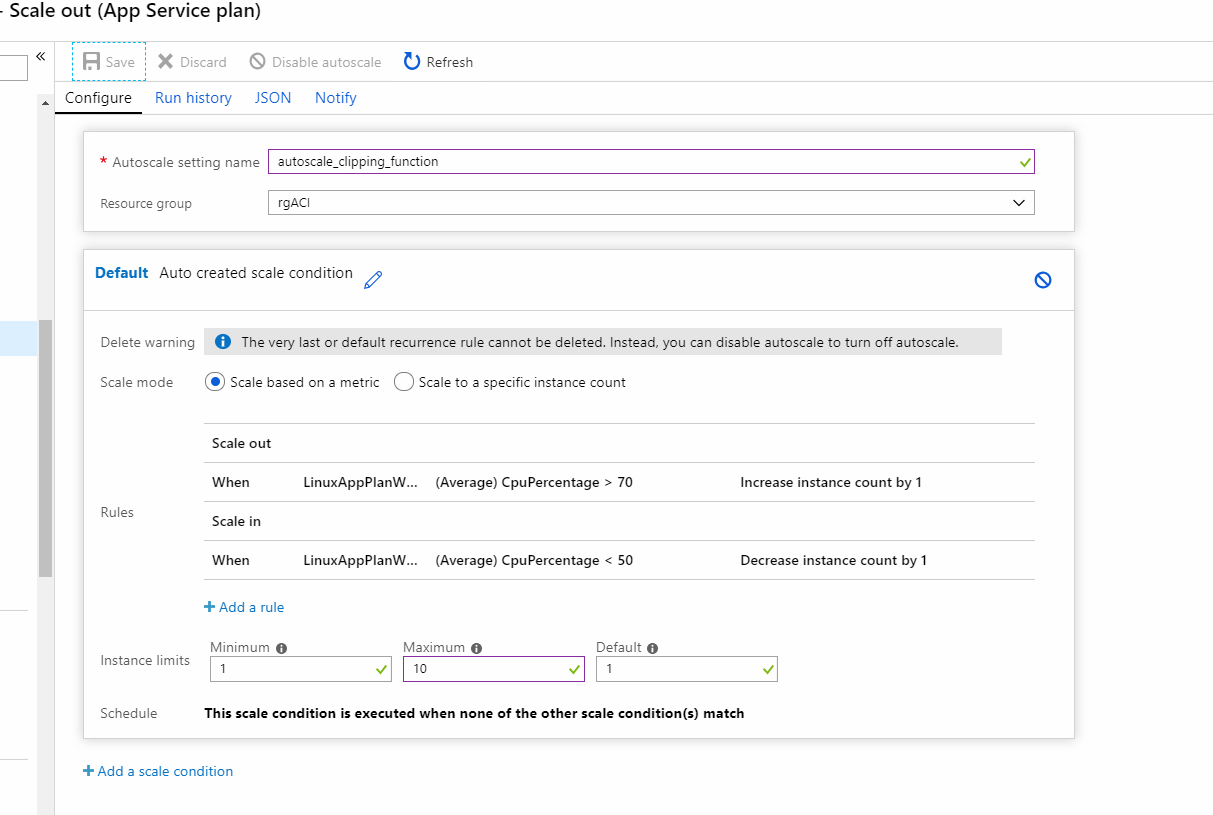 - Scale out (App Service plan)
«
Save Discard Disable autoscale Refresh
Configure Run history JSON Notify
* Autoscale setting name autoscale_clipping_function
Resource group rgACI
Default Auto created scale condition
Delete warning The very last or default recurrence rule cannot be deleted. Instead, you can disable autoscale to turn off autoscale.
Scale mode Scale based on a metric Scale to a specific instance count
Scale out
When LinuxAppPlanW... (Average) CpuPercentage > 70 Increase instance count by 1
Rules
Scale in
When LinuxAppPlanW... (Average) CpuPercentage < 50 Decrease instance count by 1
+ Add a rule
Instance limits
Minimum Maximum Default
1 10 1
Schedule This scale condition is executed when none of the other scale condition(s) match
+ Add a scale condition